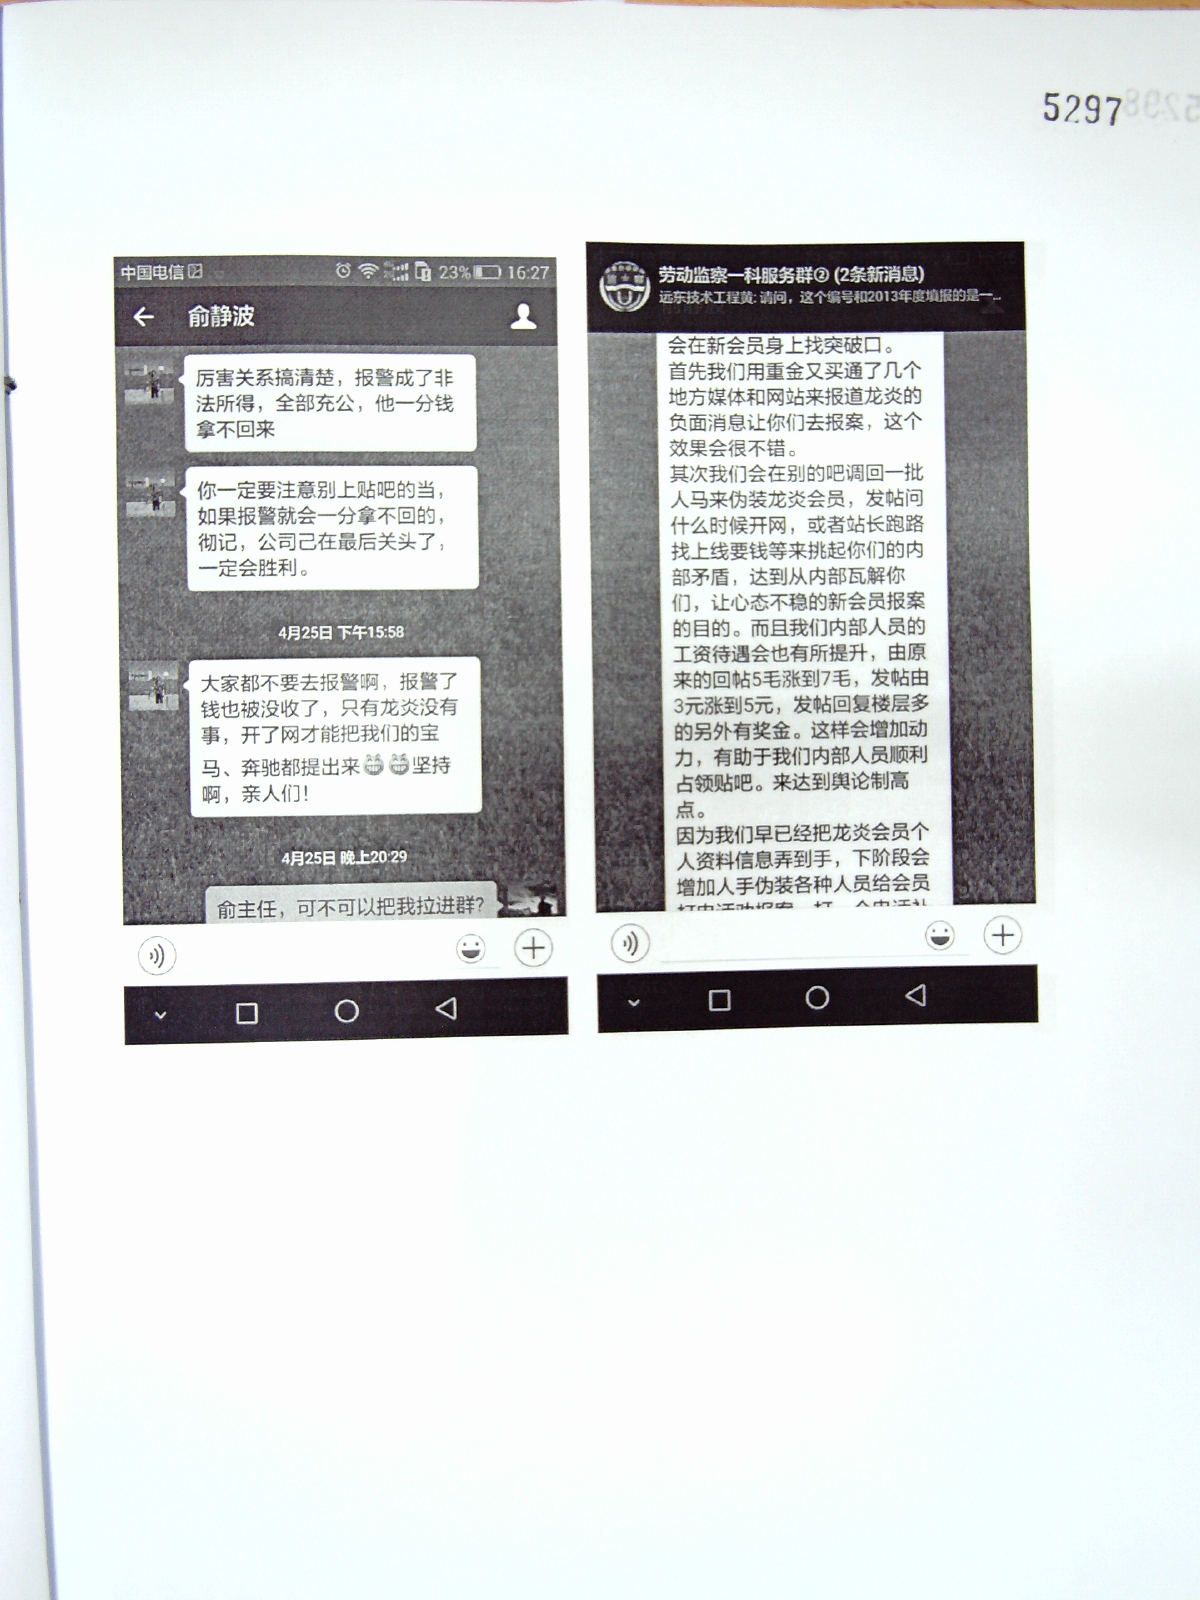 5297
中国电信 23% 16:27
俞静波
厉害关系搞清楚，报警成了非
法所得，全部充公，他一分钱
拿不回来
你一定要注意别上贴吧的当，
如果报警就会一分拿不回的，
彻记，公司己在最后关头了，
一定会胜利。
4月25日 下午15:58
大家都不要去报警啊，报警了
钱也被没收了，只有龙炎没有
事，开了网才能把我们的宝
马、奔驰都提出来😁😁坚持
啊，亲人们！
4月25日 晚上20:29
俞主任，可不可以把我拉进群？
劳动监察一科服务群② (2条新消息)
远东技术工程黄: 请问，这个编号和2013年度填报的是一...
会在新会员身上找突破口。
首先我们用重金又买通了几个
地方媒体和网站来报道龙炎的
负面消息让你们去报案，这个
效果会很不错。
其次我们会在别的吧调回一批
人马来伪装龙炎会员，发帖问
什么时候开网，或者站长跑路
找上线要钱等来挑起你们的内
部矛盾，达到从内部瓦解你
们，让心态不稳的新会员报案
的目的。而且我们内部人员的
工资待遇会也有所提升，由原
来的回帖5毛涨到7毛，发帖由
3元涨到5元，发帖回复楼层多
的另外有奖金。这样会增加动
力，有助于我们内部人员顺利
占领贴吧。来达到舆论制高
点。
因为我们早已经把龙炎会员个
人资料信息弄到手，下阶段会
增加人手伪装各种人员给会员